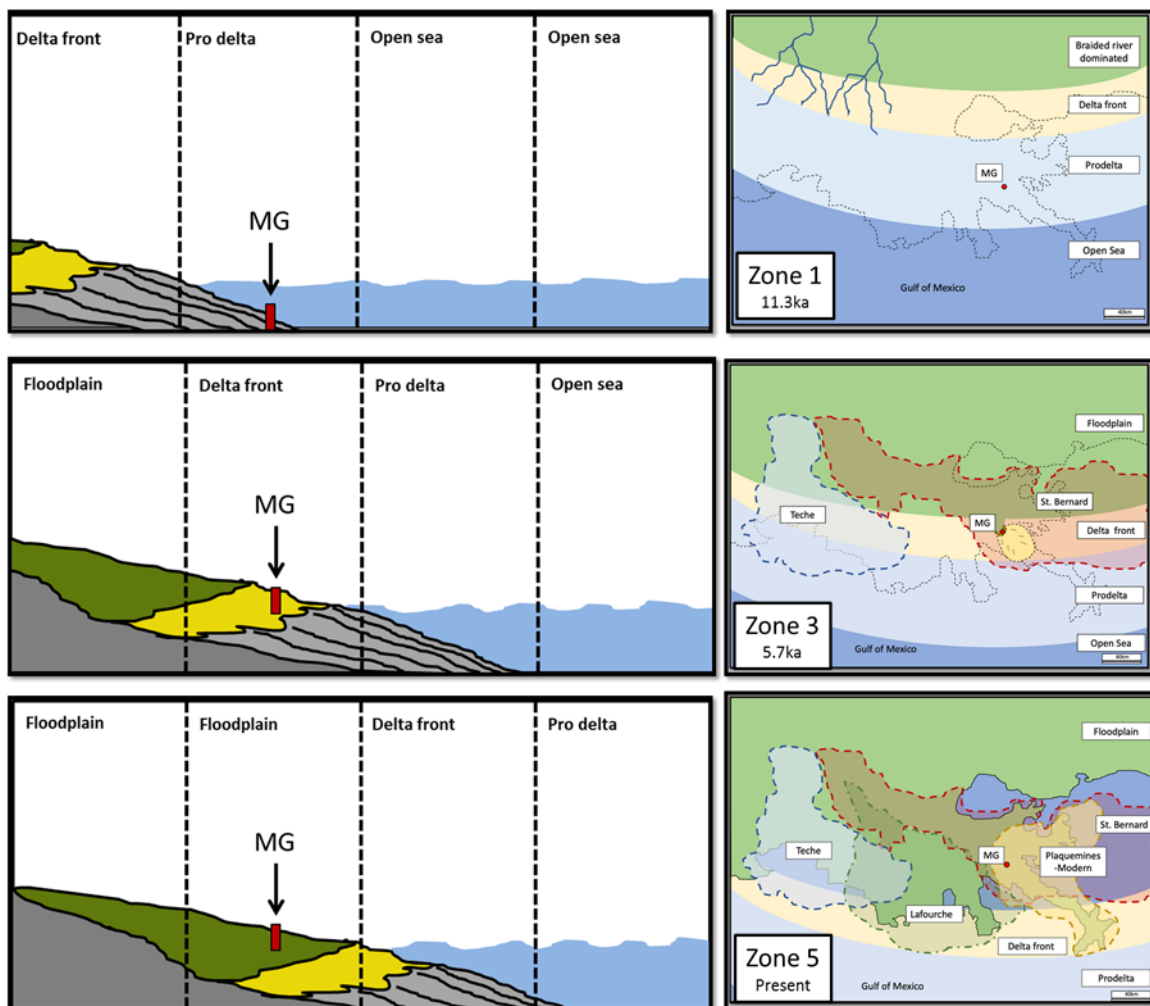 Delta front
Pro delta
Open sea
Open sea
MG
Braided river
dominated
Delta front
Prodelta
MG
Open Sea
Gulf of Mexico
Zone 1
11.3ka
40km
Floodplain
Delta front
Pro delta
Open sea
MG
Floodplain
St. Bernard
Teche
MG
Delta front
Prodelta
Open Sea
Gulf of Mexico
Zone 3
5.7ka
40km
Floodplain
Floodplain
Delta front
Pro delta
MG
Floodplain
St. Bernard
Teche
MG
Plaquemines
-Modern
Lafourche
Delta front
Prodelta
Gulf of Mexico
Zone 5
Present
40km